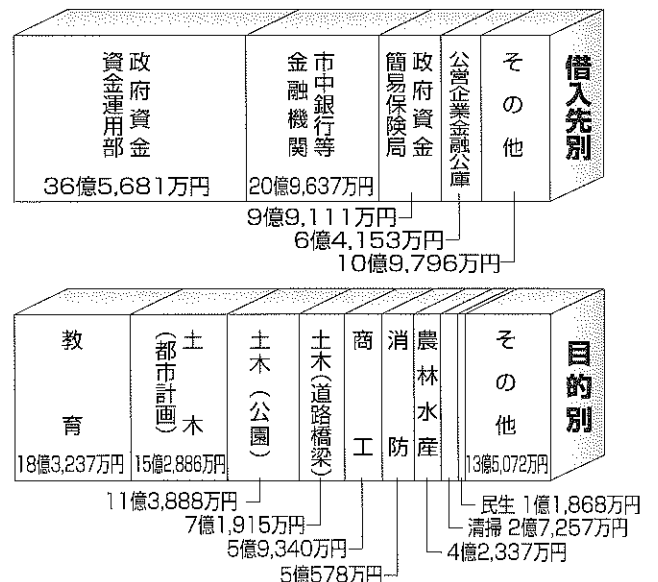 借入先別
政府資金
資金運用部
36億5,681万円
市中銀行等
金融機関
20億9,637万円
政府資金
簡易保険局
9億9,111万円
公営企業金融公庫
6億4,153万円
その他
10億9,796万円
目的別
教育
18億3,237万円
土木
(都市計画)
15億2,886万円
土木(公園)
11億3,888万円
土木(道路橋梁)
7億1,915万円
商工
5億9,340万円
消防
5億578万円
農林水産
4億2,337万円
清掃 2億7,257万円
民生 1億1,868万円
その他
13億5,072万円